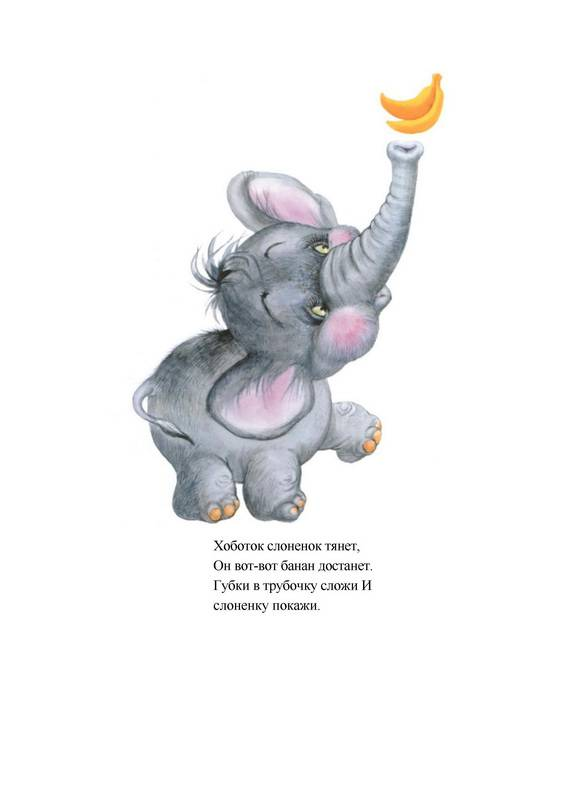 Хоботок слоненок тянет,
Он вот-вот банан достанет.
Губки в трубочку сложи И
слоненку покажи.